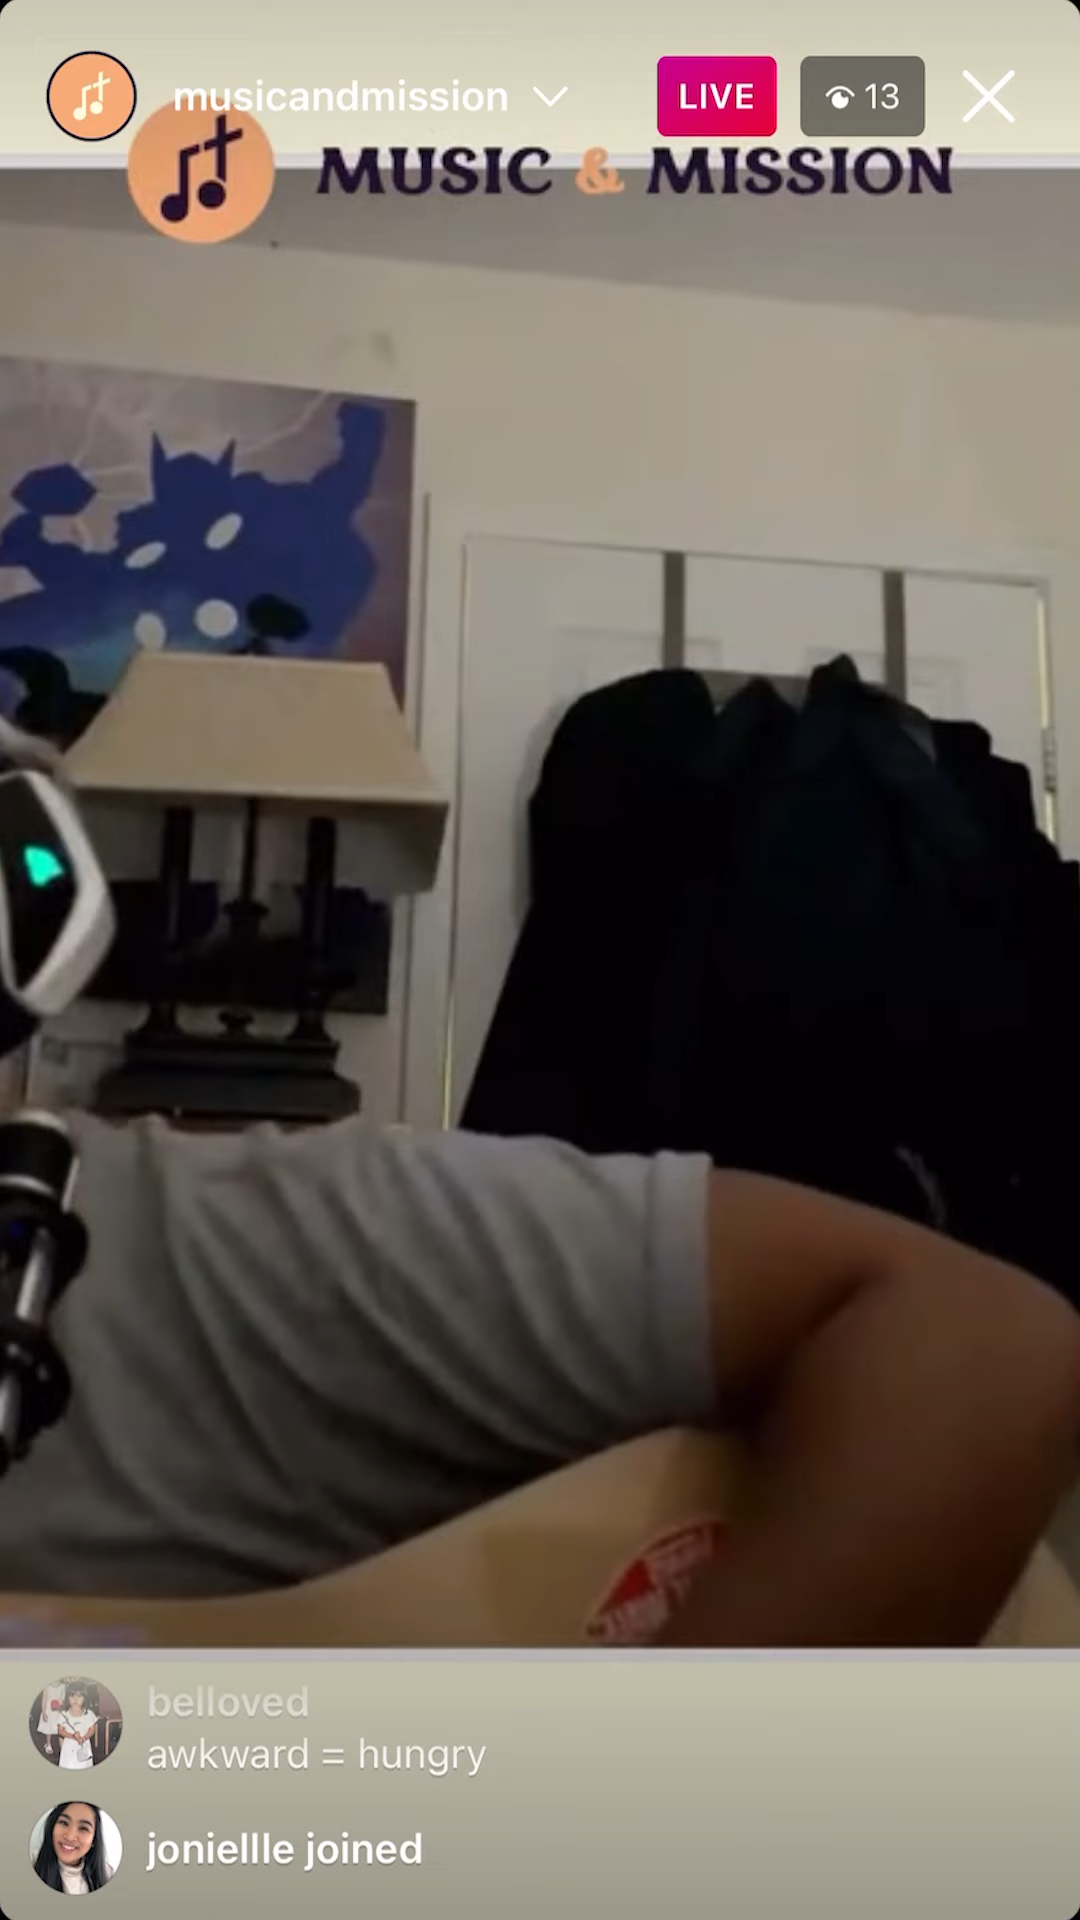 musicandmission
LIVE
13
MUSIC & MISSION
belloved
awkward = hungry
joniellle joined